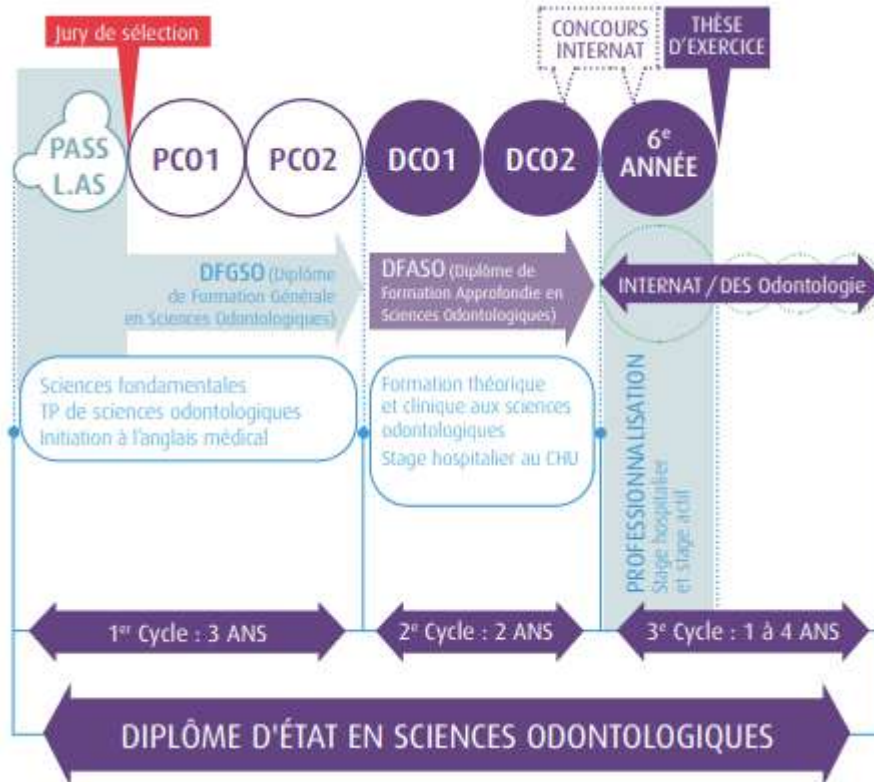 Jury de sélection
CONCOURS
INTERNAT
THÈSE
D'EXERCICE
PASS
L.AS
PCO1
PCO2
DCO1
DCO2
6e
ANNÉE
DFGSO (Diplôme
de Formation Générale
en Sciences Odontologiques)
DFASO (Diplôme de
Formation Approfondie en
Sciences Odontologiques)
INTERNAT / DES Odontologie
Sciences fondamentales
TP de sciences odontologiques
Initiation à l'anglais médical
Formation théorique
et clinique aux sciences
odontologiques
Stage hospitalier au CHU
PROFESSIONNALISATION
Stage hospitalier
et stage actif
1er Cycle : 3 ANS
2e Cycle : 2 ANS
3e Cycle : 1 à 4 ANS
DIPLÔME D'ÉTAT EN SCIENCES ODONTOLOGIQUES